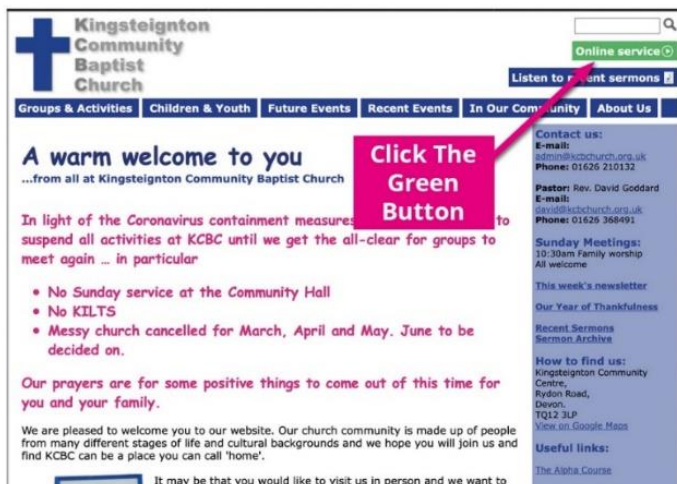 Kingsteignton
Community
Baptist
Church
Online service
Listen to recent sermons
Groups & Activities Children & Youth Future Events Recent Events In Our Community About Us
A warm welcome to you
...from all at Kingsteignton Community Baptist Church
Click The
Green
Button
In light of the Coronavirus containment measures to
suspend all activities at KCBC until we get the all-clear for groups to
meet again ... in particular
• No Sunday service at the Community Hall
• No KILTS
• Messy church cancelled for March, April and May. June to be
decided on.
Our prayers are for some positive things to come out of this time for
you and your family.
We are pleased to welcome you to our website. Our church community is made up of people
from many different stages of life and cultural backgrounds and we hope you will join us and
find KCBC can be a place you can call 'home'.
It may be that you would like to visit us in person and we want to
Contact us:
E-mail:
admin@kcbchurch.org.uk
Phone: 01626 210132
Pastor: Rev. David Goddard
E-mail:
david@kcbchurch.org.uk
Phone: 01626 368491
Sunday Meetings:
10:30am Family worship
All welcome
This week's newsletter
Our Year of Thankfulness
Recent Sermons
Sermon Archive
How to find us:
Kingsteignton Community
Centre,
Rydon Road,
Devon.
TQ12 3LP
View on Google Maps
Useful links:
The Alpha Course